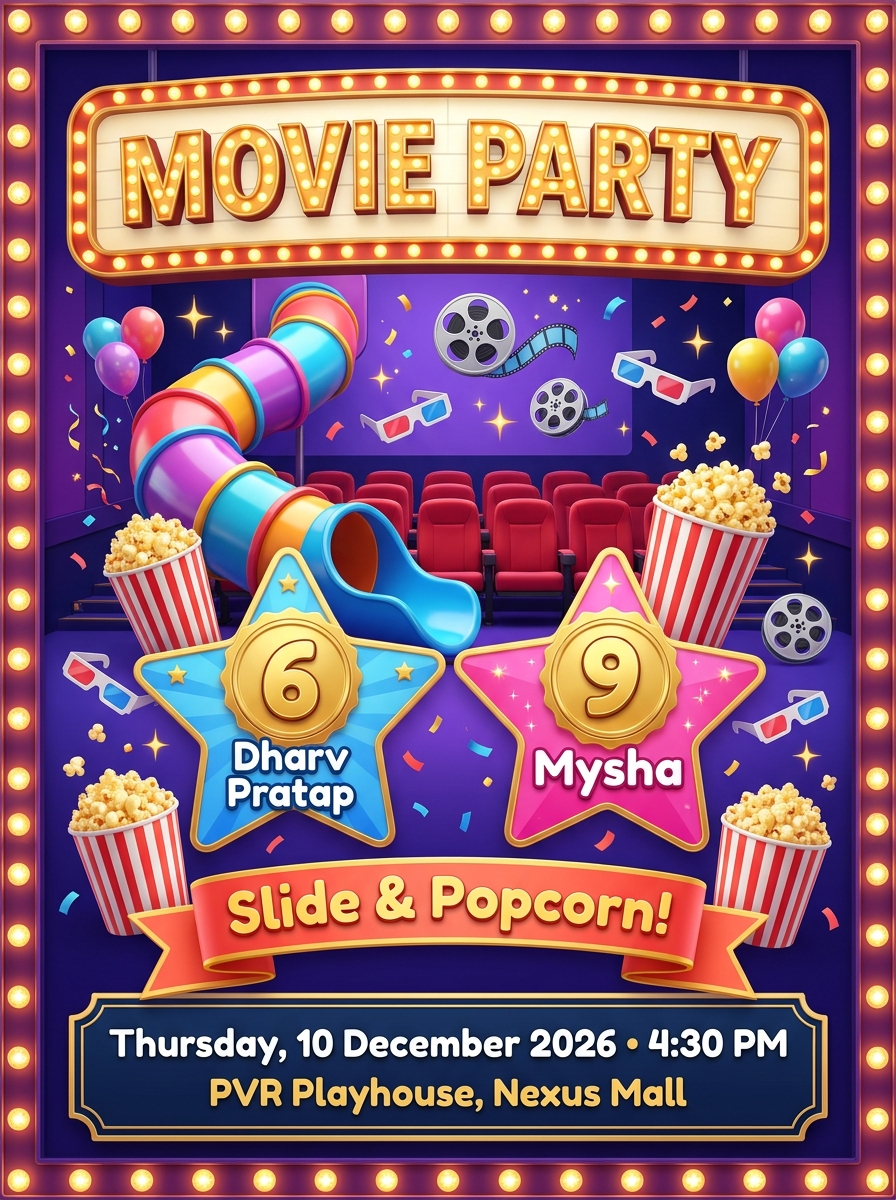 MOVIE PARTY
6
Dharv
Pratap
9
Mysha
Slide & Popcorn!
Thursday, 10 December 2026 • 4:30 PM
PVR Playhouse, Nexus Mall